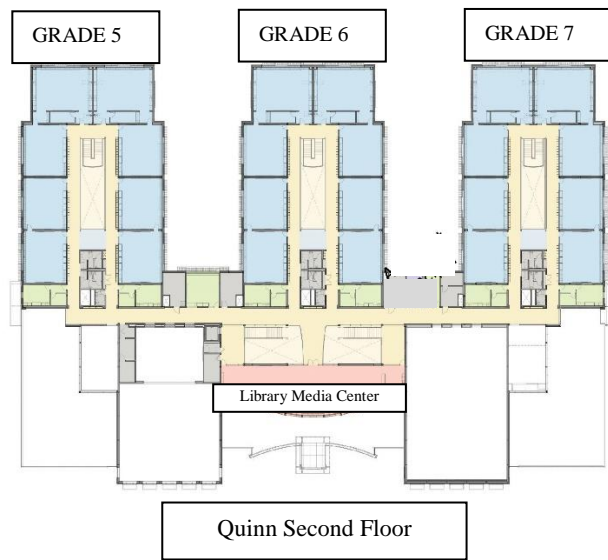 GRADE 5
GRADE 6
GRADE 7
Library Media Center
Quinn Second Floor